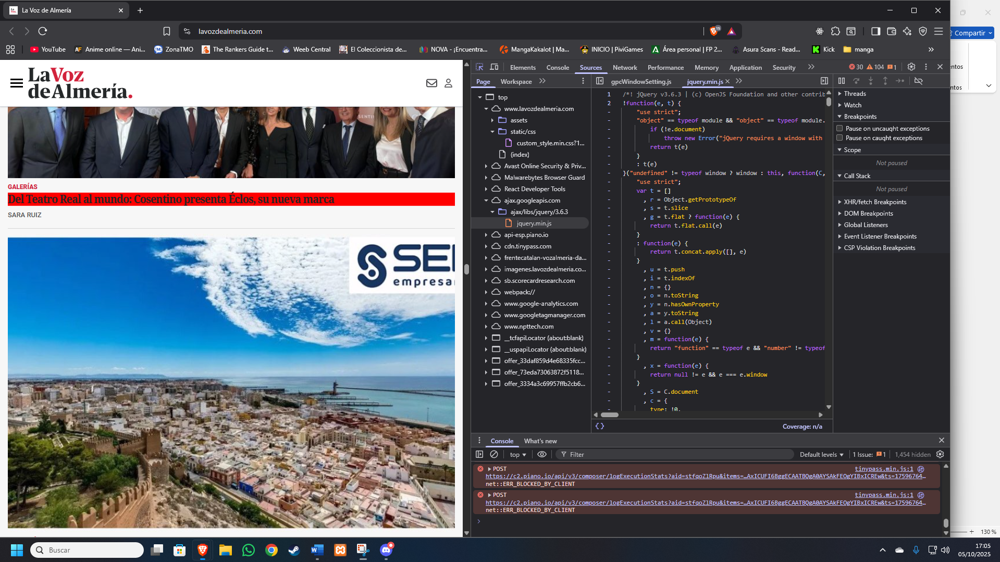 La Voz de Almería
lavozdealmeria.com
15
Compartir
YouTube
AF Anime online — Ani...
TMO ZonaTMO
The Rankers Guide t...
Weeb Central
El Coleccionista de...
NOVA - ¡Encuentra...
MangaKakalot | Ma...
INICIO | PiviGames
Área personal | FP 2...
Asura Scans - Read...
Kick
manga
LaVoz
deAlmería.
GALERÍAS
Del Teatro Real al mundo: Cosentino presenta Éclos, su nueva marca
SARA RUIZ
empresa
Elements
Console
Sources
Network
Performance
Memory
Application
Security
30
104
1
Page
Workspace
gpcWindowSetting.js
jquery.min.js
top
www.lavozdealmeria.com
assets
static/css
custom_style.min.css?1...
(index)
Avast Online Security & Priv...
Malwarebytes Browser Guard
React Developer Tools
ajax.googleapis.com
ajax/libs/jquery/3.6.3
jquery.min.js
api-esp.piano.io
cdn.tinypass.com
frentecatalan-vozalmeria-da...
imagenes.lavozdealmeria.co...
sb.scorecardresearch.com
webpack://
www.google-analytics.com
www.googletagmanager.com
www.npttech.com
__tcfapiLocator (about:blank)
__uspapiLocator (about:blank)
offer_33daf859d4e68335fcc...
offer_73eda73063872f5118...
offer_3334a3c69957ffb2cb6...
1 /*! jQuery v3.6.3 | (c) OpenJS Foundation and other contrib
2 !function(e, t) {
- "use strict";
- "object" == typeof module && "object" == typeof module.
- if (!e.document)
- throw new Error("jQuery requires a window with
- return t(e)
- }
- : t(e)
- }("undefined" != typeof window ? window : this, function(C,
- "use strict";
- var t = []
- , r = Object.getPrototypeOf
- , s = t.slice
- , g = t.flat ? function(e) {
- return t.flat.call(e)
- }
- : function(e) {
- return t.concat.apply([], e)
- }
- , u = t.push
- , i = t.indexOf
- , n = {}
- , o = n.toString
- , y = n.hasOwnProperty
- , a = y.toString
- , l = a.call(Object)
- , v = {}
- , m = function(e) {
- return "function" == typeof e && "number" != typeof
- }
- , x = function(e) {
- return null != e && e === e.window
- }
- , S = C.document
- , c = {
- type: !0,
{}
Coverage: n/a
Threads
Watch
Breakpoints
Pause on uncaught exceptions
Pause on caught exceptions
Scope
Not paused
Call Stack
Not paused
XHR/fetch Breakpoints
DOM Breakpoints
Global Listeners
Event Listener Breakpoints
CSP Violation Breakpoints
Console
What's new
top
Filter
Default levels
1 Issue:
1
1,454 hidden
POST
tinypass.min.js:1
https://c2.piano.io/api/v3/composer/logExecutionStats?aid=stfqoZlRpu&items=…AxICUFI6BggECAATBQgA0AYSAkFEOgYIBxICREw&ts=17596764…
net::ERR_BLOCKED_BY_CLIENT
POST
tinypass.min.js:1
https://c2.piano.io/api/v3/composer/logExecutionStats?aid=stfqoZlRpu&items=…AxICUFI6BggECAATBQgA0AYSAkFEOgYIBxICREw&ts=17596764…
net::ERR_BLOCKED_BY_CLIENT
130 %
Buscar
17:05
05/10/2025